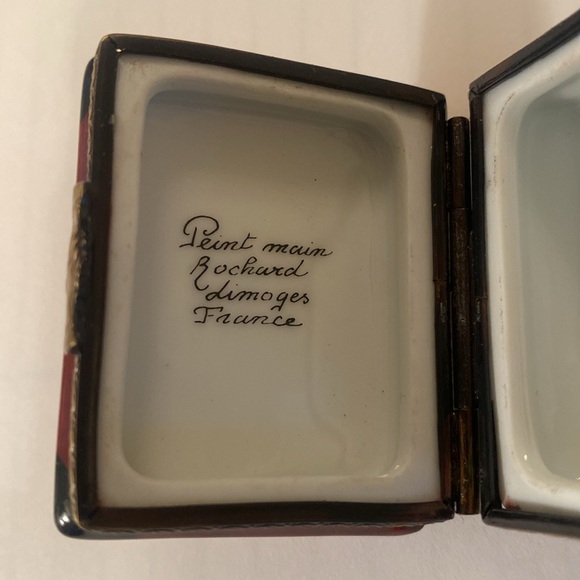 Peint main
Rochard
Limoges
France